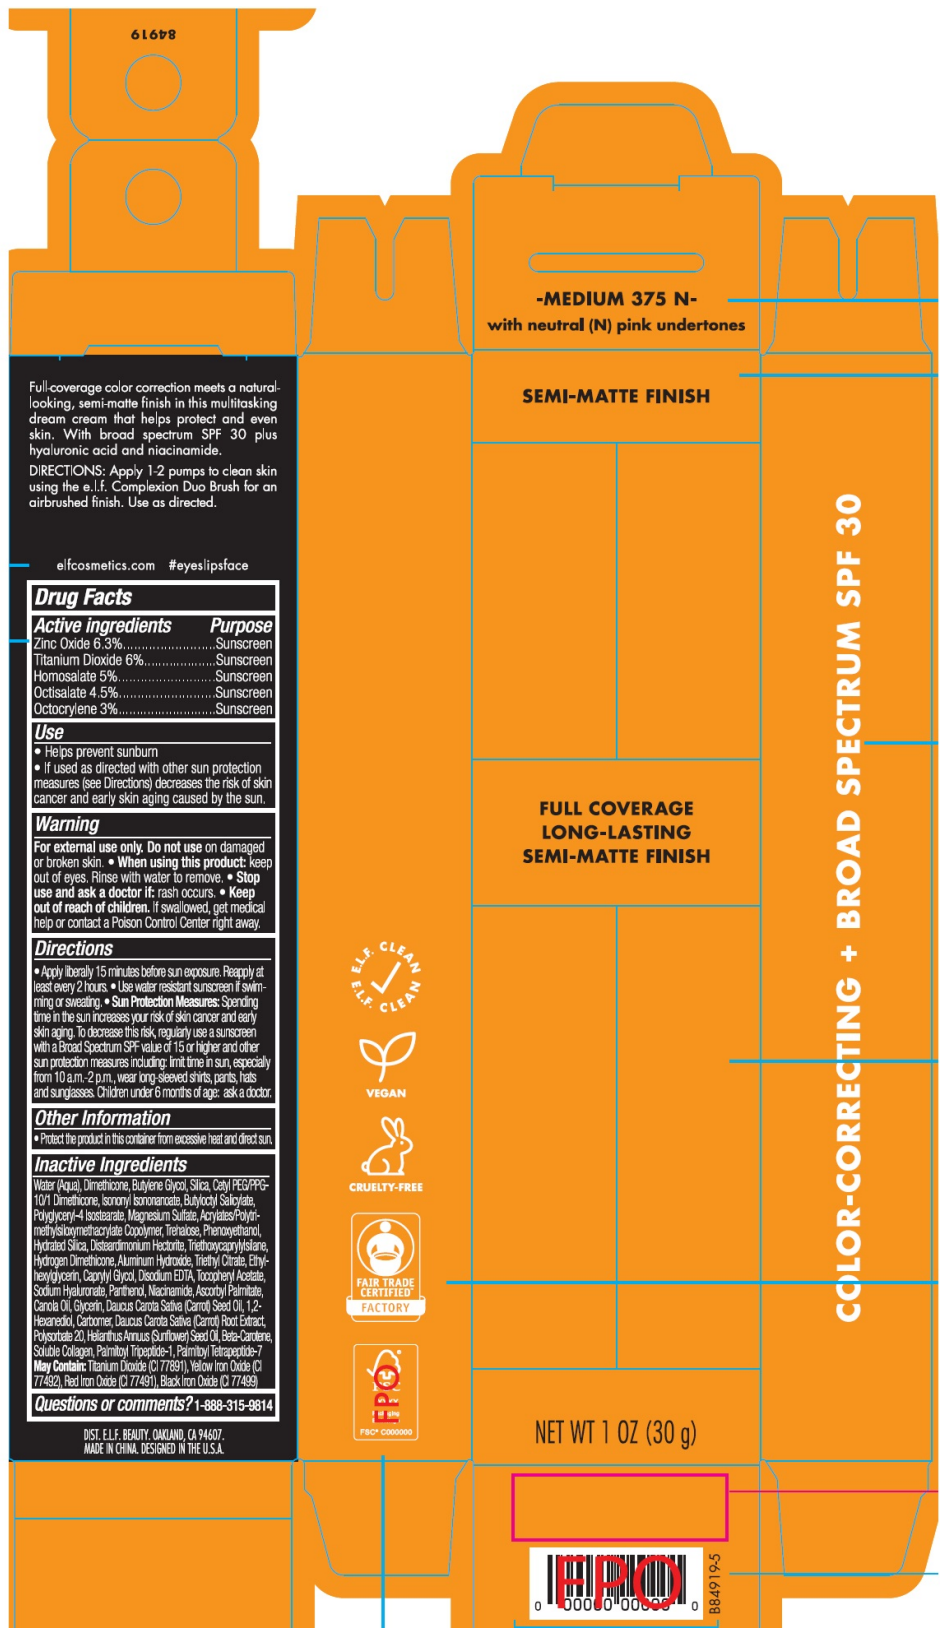 84919
-MEDIUM 375 N-
with neutral (N) pink undertones
SEMI-MATTE FINISH
Full-coverage color correction meets a natural-
looking, semi-matte finish in this multitasking
dream cream that helps protect and even
skin. With broad spectrum SPF 30 plus
hyaluronic acid and niacinamide.
DIRECTIONS: Apply 1-2 pumps to clean skin
using the e.l.f. Complexion Duo Brush for an
airbrushed finish. Use as directed.
elfcosmetics.com #eyeslipsface
Drug Facts
Active ingredients Purpose
Zinc Oxide 6.3%........................Sunscreen
Titanium Dioxide 6%...................Sunscreen
Homosalate 5%..........................Sunscreen
Octisalate 4.5%.........................Sunscreen
Octocrylene 3%..........................Sunscreen
Use
• Helps prevent sunburn
• If used as directed with other sun protection
measures (see Directions) decreases the risk of skin
cancer and early skin aging caused by the sun.
Warning
For external use only. Do not use on damaged
or broken skin. • When using this product: keep
out of eyes. Rinse with water to remove. • Stop
use and ask a doctor if: rash occurs. • Keep
out of reach of children. If swallowed, get medical
help or contact a Poison Control Center right away.
Directions
• Apply liberally 15 minutes before sun exposure. Reapply at
least every 2 hours. • Use water resistant sunscreen if swim-
ming or sweating. • Sun Protection Measures: Spending
time in the sun increases your risk of skin cancer and early
skin aging. To decrease this risk, regularly use a sunscreen
with a Broad Spectrum SPF value of 15 or higher and other
sun protection measures including: limit time in sun, especially
from 10 a.m.-2 p.m., wear long-sleeved shirts, pants, hats
and sunglasses. Children under 6 months of age: ask a doctor.
Other Information
• Protect the product in this container from excessive heat and direct sun.
Inactive Ingredients
Water (Aqua), Dimethicone, Butylene Glycol, Silica, Cetyl PEG/PPG-
10/1 Dimethicone, Isononyl Isononanoate, Butyloctyl Salicylate,
Polyglyceryl-4 Isostearate, Magnesium Sulfate, Acrylates/Polytri-
methylsiloxymethacrylate Copolymer, Trehalose, Phenoxyethanol,
Hydrated Silica, Disteardimonium Hectorite, Triethoxycaprylylsilane,
Hydrogen Dimethicone, Aluminum Hydroxide, Triethyl Citrate, Ethyl-
hexylglycerin, Caprylyl Glycol, Disodium EDTA, Tocopheryl Acetate,
Sodium Hyaluronate, Panthenol, Niacinamide, Ascorbyl Palmitate,
Canola Oil, Glycerin, Daucus Carota Sativa (Carrot) Seed Oil, 1,2-
Hexanediol, Carbomer, Daucus Carota Sativa (Carrot) Root Extract,
Polysorbate 20, Helianthus Annuus (Sunflower) Seed Oil, Beta-Carotene,
Soluble Collagen, Palmitoyl Tripeptide-1, Palmitoyl Tetrapeptide-7
May Contain: Titanium Dioxide (CI 77891), Yellow Iron Oxide (CI
77492), Red Iron Oxide (CI 77491), Black Iron Oxide (CI 77499)
Questions or comments? 1-888-315-9814
DIST. E.L.F. BEAUTY. OAKLAND, CA 94607.
MADE IN CHINA. DESIGNED IN THE U.S.A.
E.L.F. CLEAN
E.L.F. CLEAN
VEGAN
CRUELTY-FREE
FAIR TRADE
CERTIFIED™
FACTORY
FPO
FSC® C000000
FULL COVERAGE
LONG-LASTING
SEMI-MATTE FINISH
NET WT 1 OZ (30 g)
FPO
0 00000 00000 0
B84919-5
COLOR-CORRECTING + BROAD SPECTRUM SPF 30